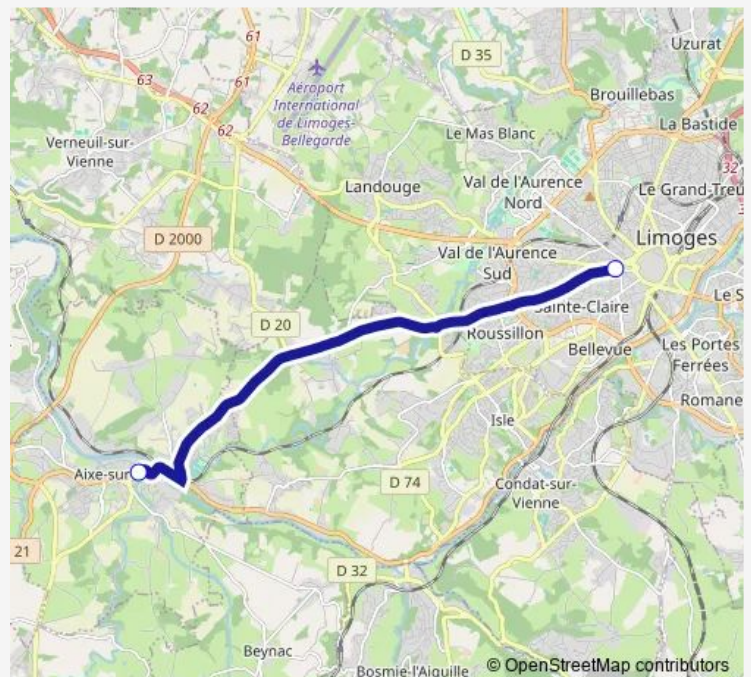 61
Uzurat
D 35
63
Brouillebas
61
Aéroport
International
de Limoges-
Bellegarde
62
62
La Bastide
Le Mas Blanc
Verneuil-sur-
Vienne
32
Landouge
Val de l'Aurence
Nord
Le Grand-Treu
D 2000
Limoges
Val de l'Aurence
Sud
Le S
Sainte-Claire
D 20
Roussillon
Bellevue
Les Portes
Ferrées
Romane
Isle
Aixe-sur
D 74
Condat-sur-
Vienne
21
D 32
Beynac
Bosmie-l'Aiguille
© OpenStreetMap contributors